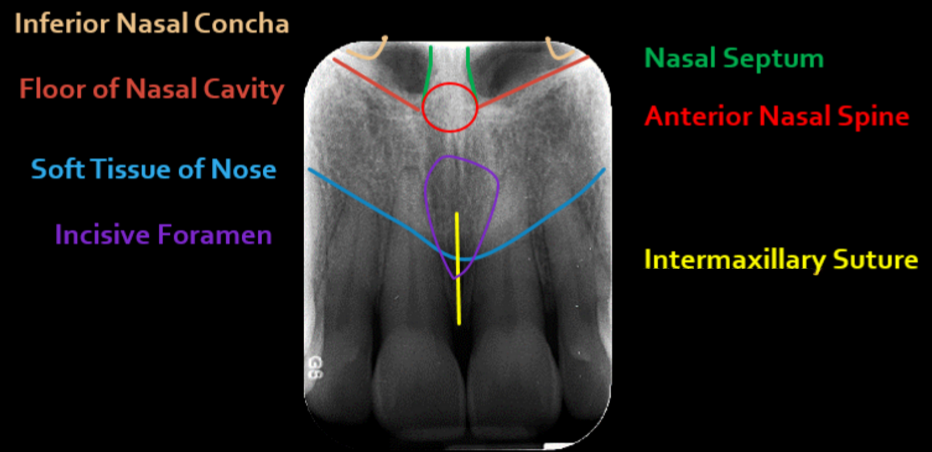 Inferior Nasal Concha
Floor of Nasal Cavity
Soft Tissue of Nose
Incisive Foramen
Nasal Septum
Anterior Nasal Spine
Intermaxillary Suture
G6